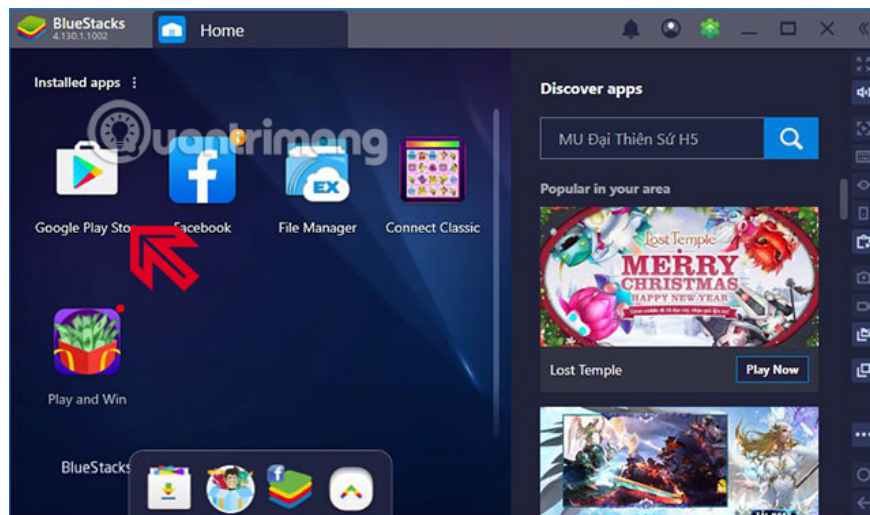 BlueStacks
4.130.1.1002
Home
Installed apps
Quantrimang
EX
Google Play Sto
Facebook
File Manager
Connect Classic
Play and Win
BlueStacks
Discover apps
MU Đại Thiên Sứ H5
Popular in your area
Lost Temple
MERRY
CHRISTMAS
HAPPY NEW YEAR
Lost Temple
Play Now